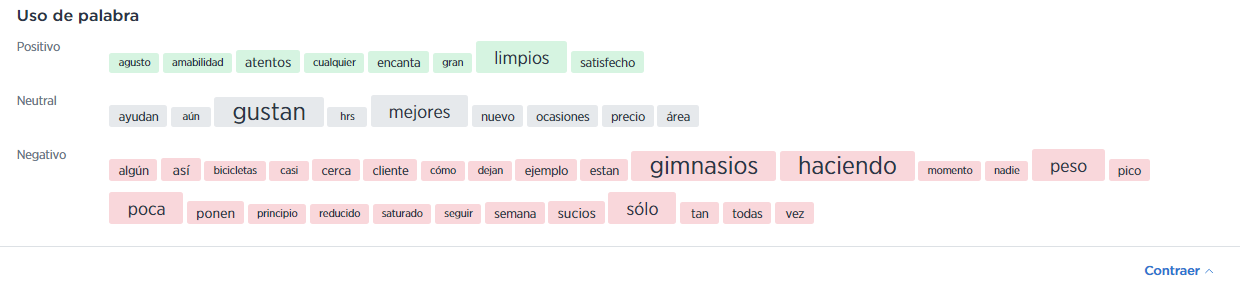 Uso de palabra
Positivo
agusto amabilidad atentos cualquier encanta gran limpios satisfecho
Neutral
ayudan aún gustan hrs mejores nuevo ocasiones precio área
Negativo
algún así bicicletas casi cerca cliente cómo dejan ejemplo estan gimnasios haciendo momento nadie peso pico
poca ponen principio reducido saturado seguir semana sucios sólo tan todas vez
Contraer